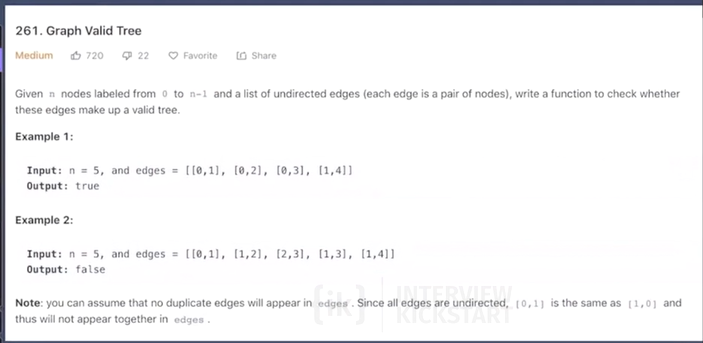 261. Graph Valid Tree
Medium 720 22 Favorite Share
Given n nodes labeled from 0 to n-1 and a list of undirected edges (each edge is a pair of nodes), write a function to check whether
these edges make up a valid tree.
Example 1:
Input: n = 5, and edges = [[0,1], [0,2], [0,3], [1,4]]
Output: true
Example 2:
Input: n = 5, and edges = [[0,1], [1,2], [2,3], [1,3], [1,4]]
Output: false
{ik} INTERVIEW
KICKSTART
Note: you can assume that no duplicate edges will appear in edges. Since all edges are undirected, [0,1] is the same as [1,0] and
thus will not appear together in edges.